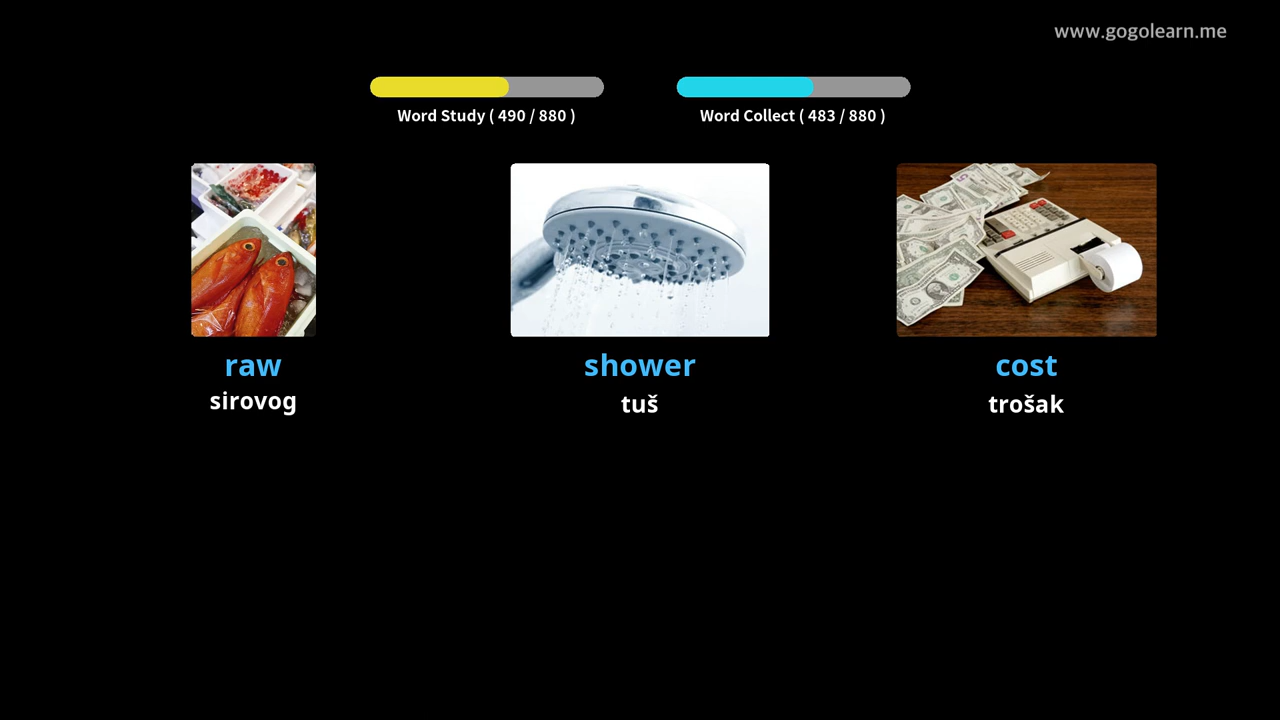 www.gogolearn.me
Word Study ( 490 / 880 )
Word Collect ( 483 / 880 )
raw
sirovog
shower
tuš
cost
trošak